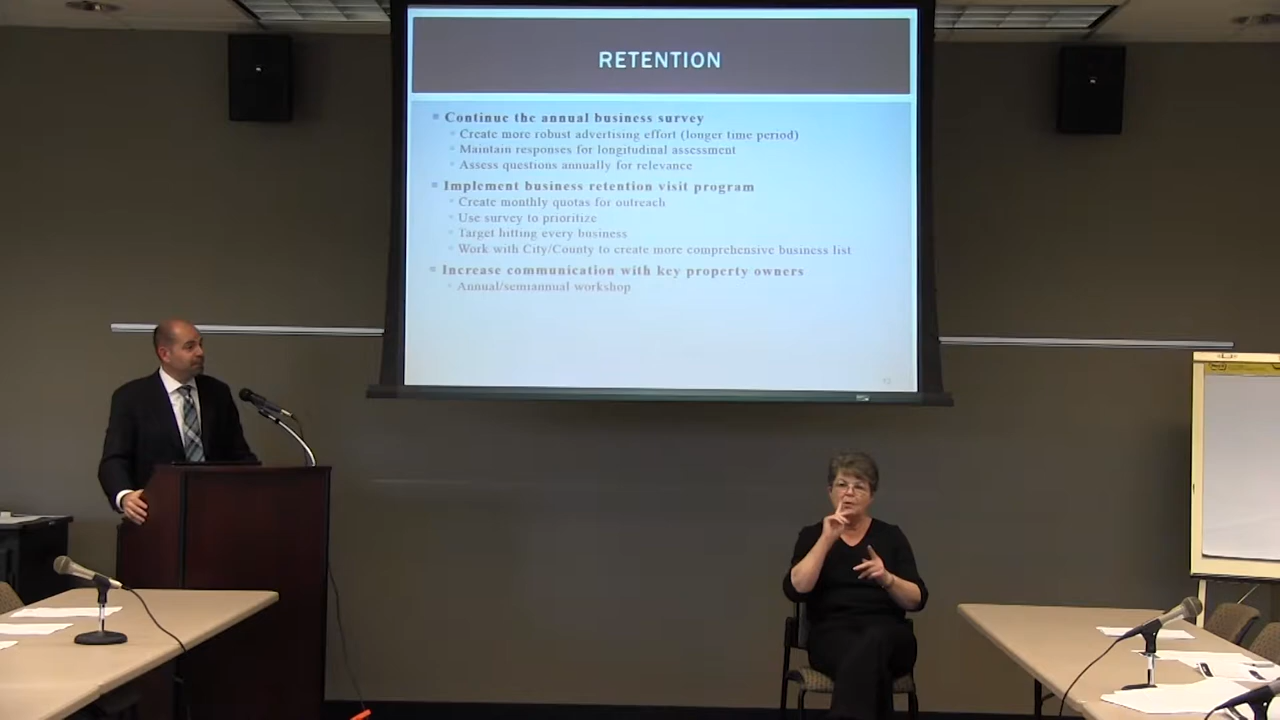 RETENTION
Continue the annual business survey
Create more robust advertising effort (longer time period)
Maintain responses for longitudinal assessment
Assess questions annually for relevance
Implement business retention visit program
Create monthly quotas for outreach
Use survey to prioritize
Target hitting every business
Work with City/County to create more comprehensive business list
Increase communication with key property owners
Annual/semiannual workshop